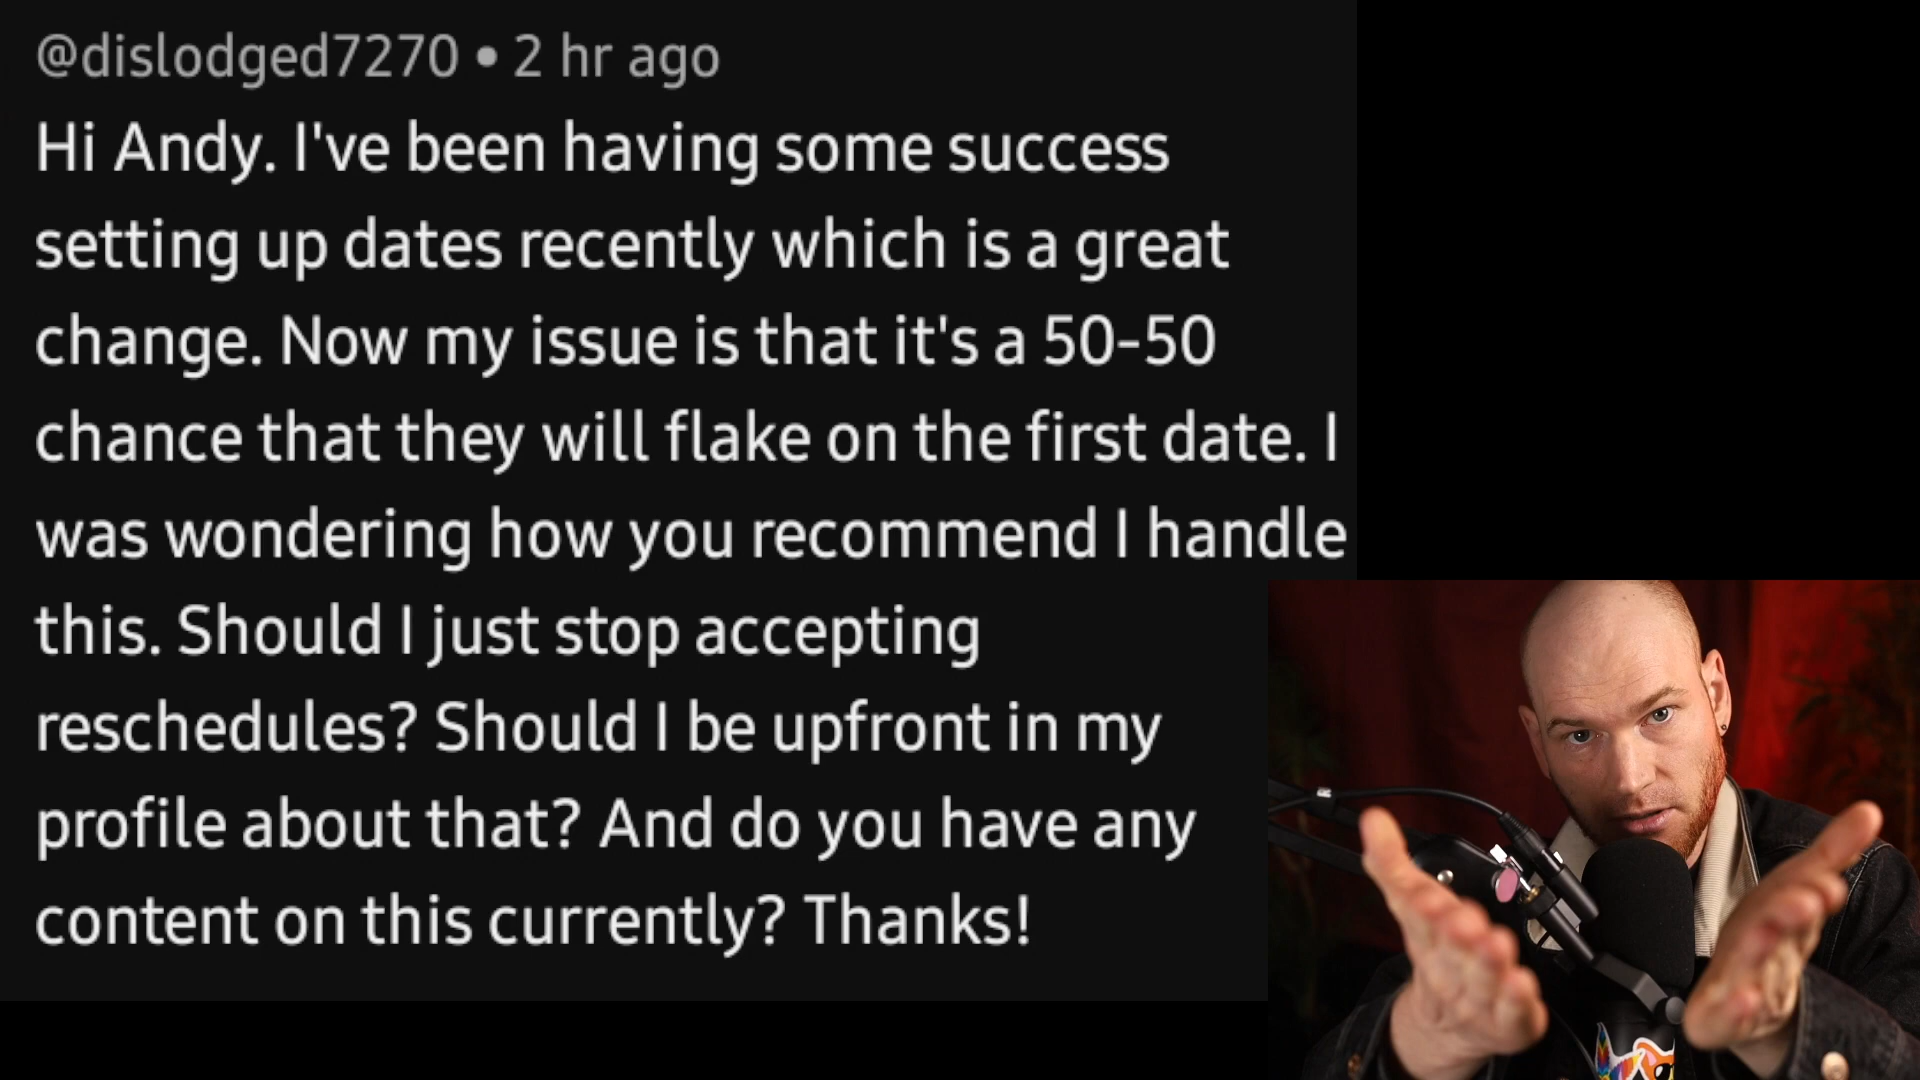 @dislodged7270 • 2 hr ago
Hi Andy. I've been having some success
setting up dates recently which is a great
change. Now my issue is that it's a 50-50
chance that they will flake on the first date. I
was wondering how you recommend I handle
this. Should I just stop accepting
reschedules? Should I be upfront in my
profile about that? And do you have any
content on this currently? Thanks!